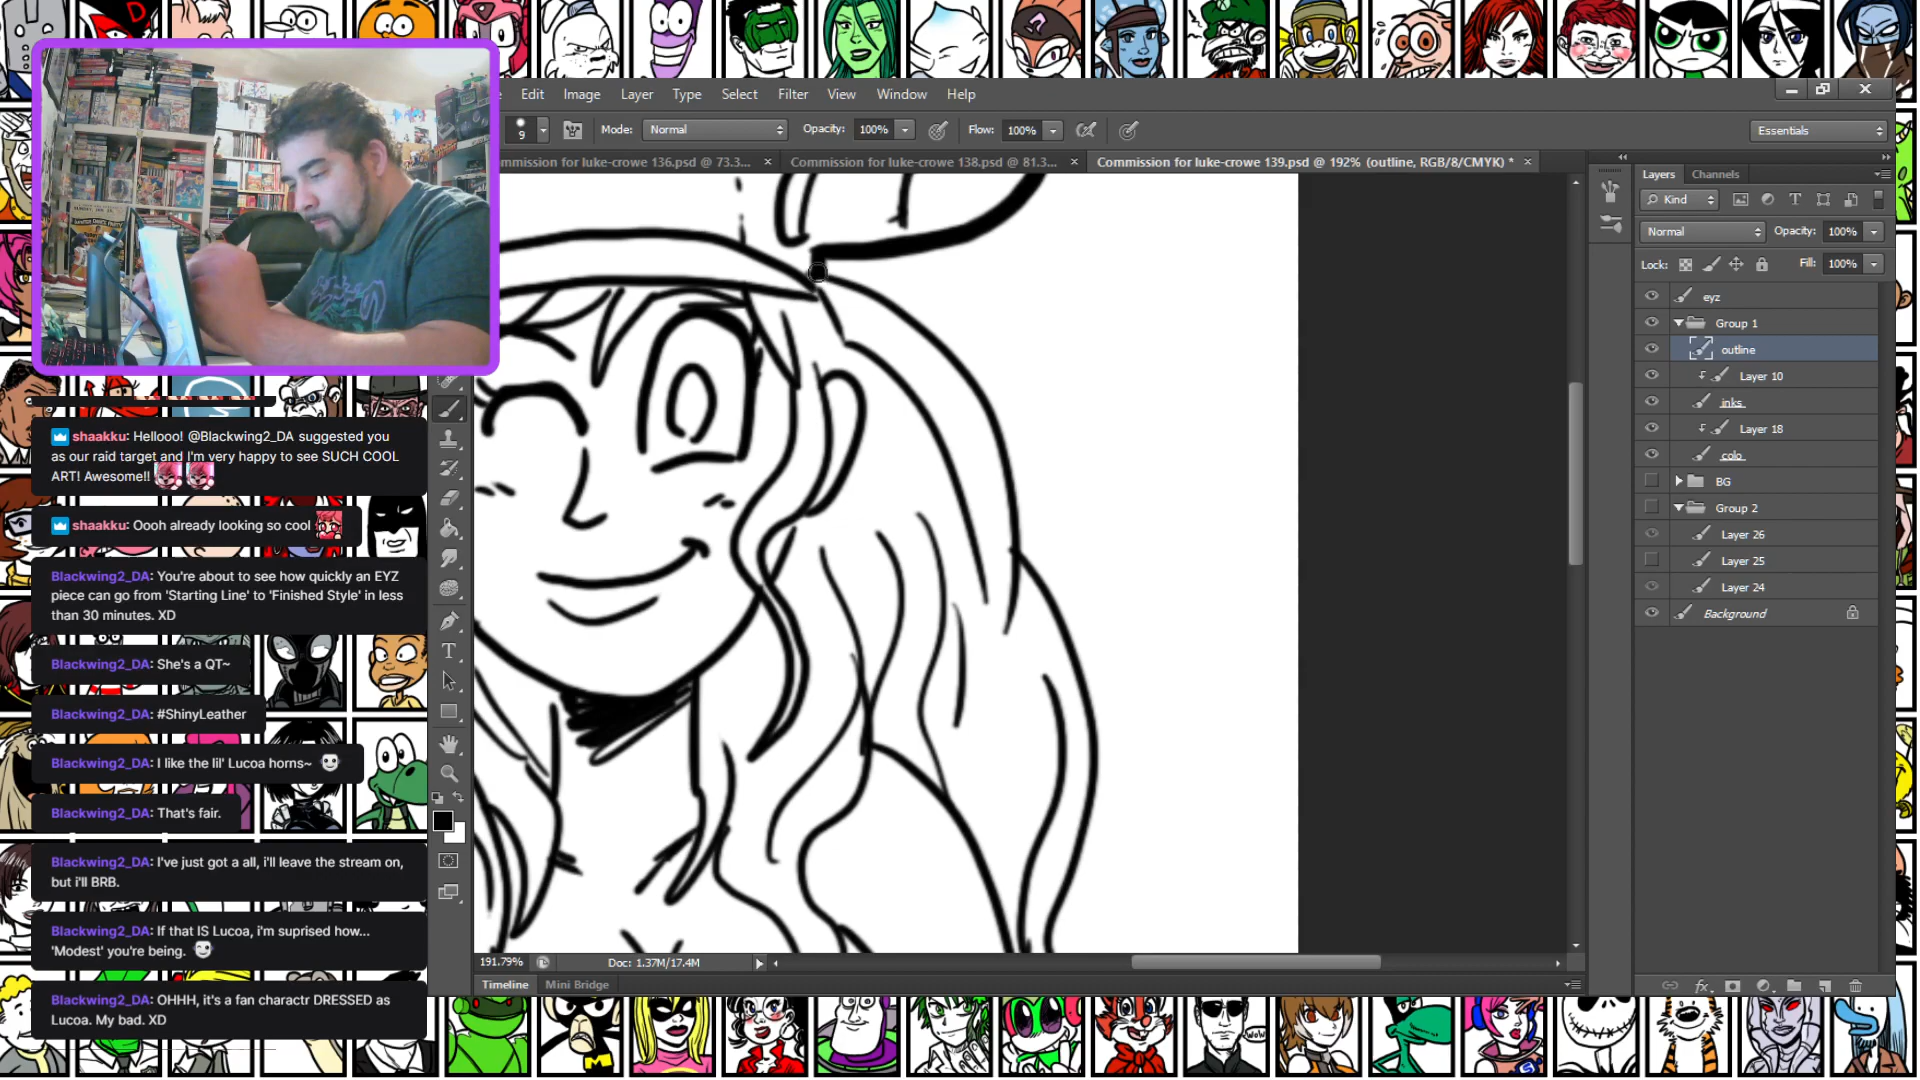 Edit Image Layer Type Select Filter View Window Help
9 Mode: Normal Opacity: 100% Flow: 100% Essentials
mmission for luke-crowe 136.psd @ 73.3... × Commission for luke-crowe 138.psd @ 81.3... × Commission for luke-crowe 139.psd @ 192% (outline, RGB/8/CMYK) * ×
Layers Channels
Kind
Normal Opacity: 100%
Lock: Fill: 100%
eyz
Group 1
outline
Layer 10
inks
Layer 18
colo
BG
Group 2
Layer 26
Layer 25
Layer 24
Background
shaakku: Hellooo! @Blackwing2_DA suggested you
as our raid target and I'm very happy to see SUCH COOL
ART! Awesome!!
shaakku: Oooh already looking so cool
Blackwing2_DA: You're about to see how quickly an EYZ
piece can go from 'Starting Line' to 'Finished Style' in less
than 30 minutes. XD
Blackwing2_DA: She's a QT~
Blackwing2_DA: #ShinyLeather
Blackwing2_DA: I like the lil' Lucoa horns~
Blackwing2_DA: That's fair.
Blackwing2_DA: I've just got a all, i'll leave the stream on,
but i'll BRB.
Blackwing2_DA: If that IS Lucoa, i'm suprised how...
'Modest' you're being.
Blackwing2_DA: OHHH, it's a fan charactr DRESSED as
Lucoa. My bad. XD
191.79% Doc: 1.37M/17.4M
Timeline Mini Bridge
WOW